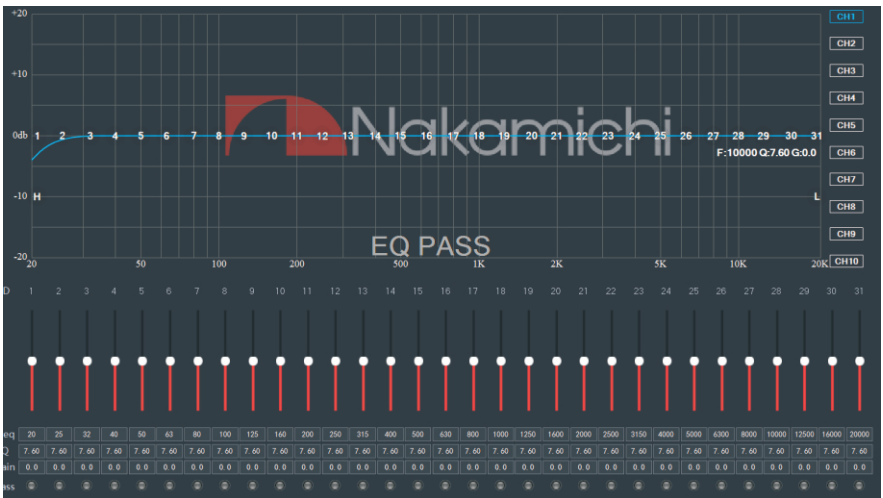 +20
CH1
CH2
+10
CH3
CH4
Nakamichi
CH5
0db 1 2 3 4 5 6 7 8 9 10 11 12 13 14 15 16 17 18 19 20 21 22 23 24 25 26 27 28 29 30 31
F:10000 Q:7.60 G:0.0
CH6
CH7
-10 H L
CH8
CH9
EQ PASS
-20
CH10
20 50 100 200 500 1K 2K 5K 10K 20K
D 1 2 3 4 5 6 7 8 9 10 11 12 13 14 15 16 17 18 19 20 21 22 23 24 25 26 27 28 29 30 31
eq 20 25 32 40 50 63 80 100 125 160 200 250 315 400 500 630 800 1000 1250 1600 2000 2500 3150 4000 5000 6300 8000 10000 12500 16000 20000
Q 7.60 7.60 7.60 7.60 7.60 7.60 7.60 7.60 7.60 7.60 7.60 7.60 7.60 7.60 7.60 7.60 7.60 7.60 7.60 7.60 7.60 7.60 7.60 7.60 7.60 7.60 7.60 7.60 7.60 7.60 7.60
ain 0.0 0.0 0.0 0.0 0.0 0.0 0.0 0.0 0.0 0.0 0.0 0.0 0.0 0.0 0.0 0.0 0.0 0.0 0.0 0.0 0.0 0.0 0.0 0.0 0.0 0.0 0.0 0.0 0.0 0.0 0.0
ass